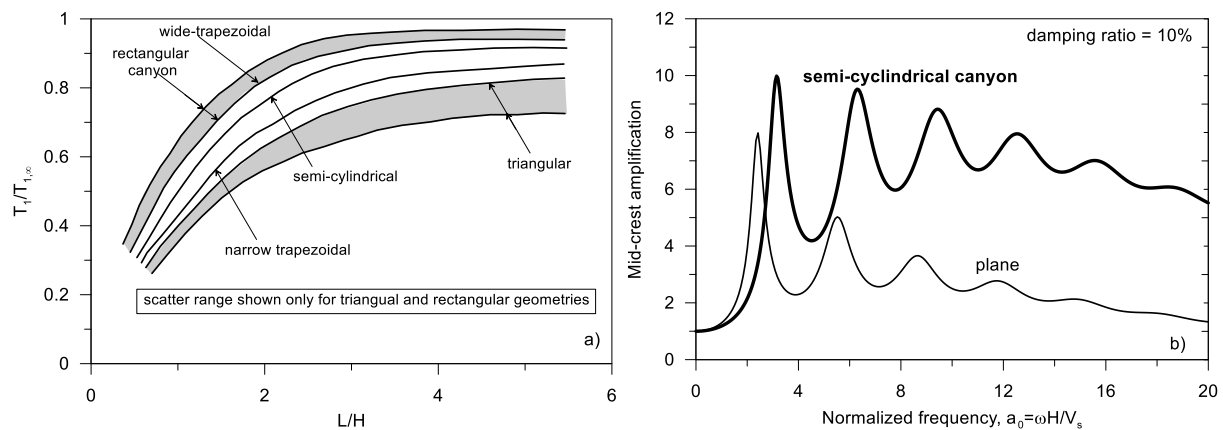 1
0.8
0.6
0.4
0.2
0
T1/T1,∞
wide-trapezoidal
rectangular
canyon
triangular
semi-cylindrical
narrow trapezoidal
scatter range shown only for triangual and rectangular geometries
a)
0
2
4
6
L/H
12
10
8
6
4
2
0
Mid-crest amplification
damping ratio = 10%
semi-cyclindrical canyon
plane
b)
0
4
8
12
16
20
Normalized frequency, a0=ωH/Vs